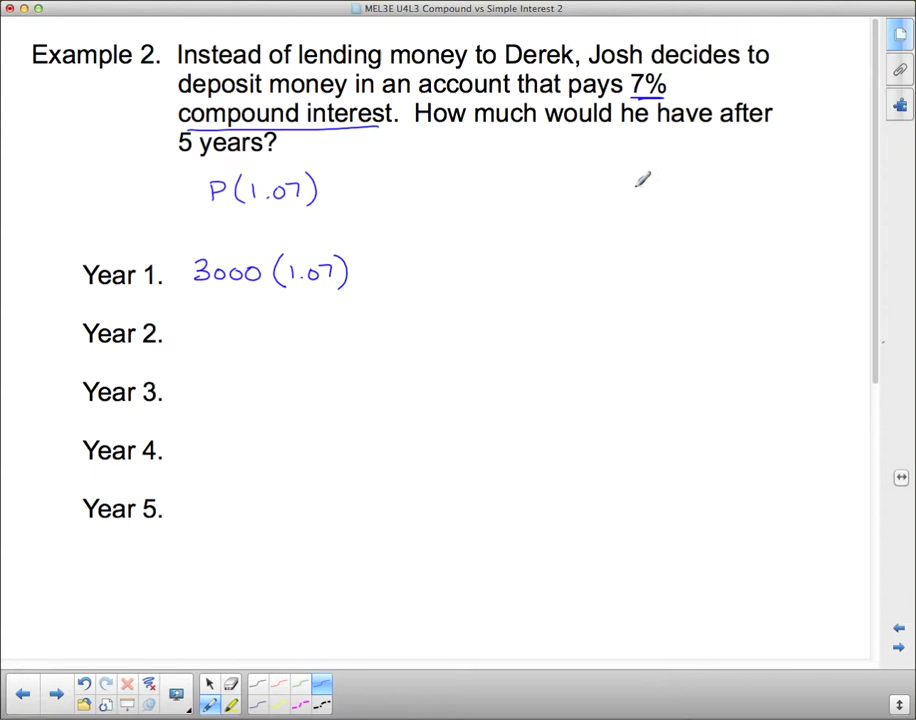 MEL3E U4L3 Compound vs Simple Interest 2
Example 2. Instead of lending money to Derek, Josh decides to
deposit money in an account that pays 7%
compound interest. How much would he have after
5 years?
P(1.07)
Year 1. 3000 (1.07)
Year 2.
Year 3.
Year 4.
Year 5.